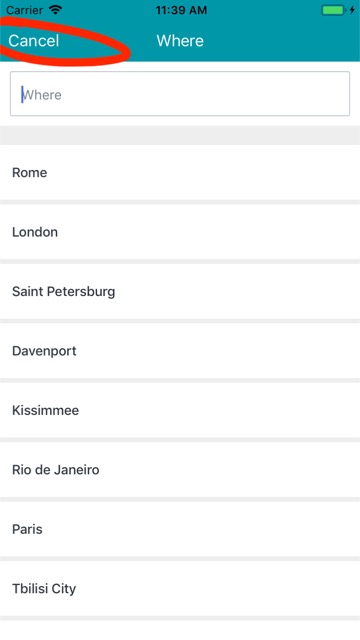 Carrier 11:39 AM
Cancel Where
Where
Rome
London
Saint Petersburg
Davenport
Kissimmee
Rio de Janeiro
Paris
Tbilisi City